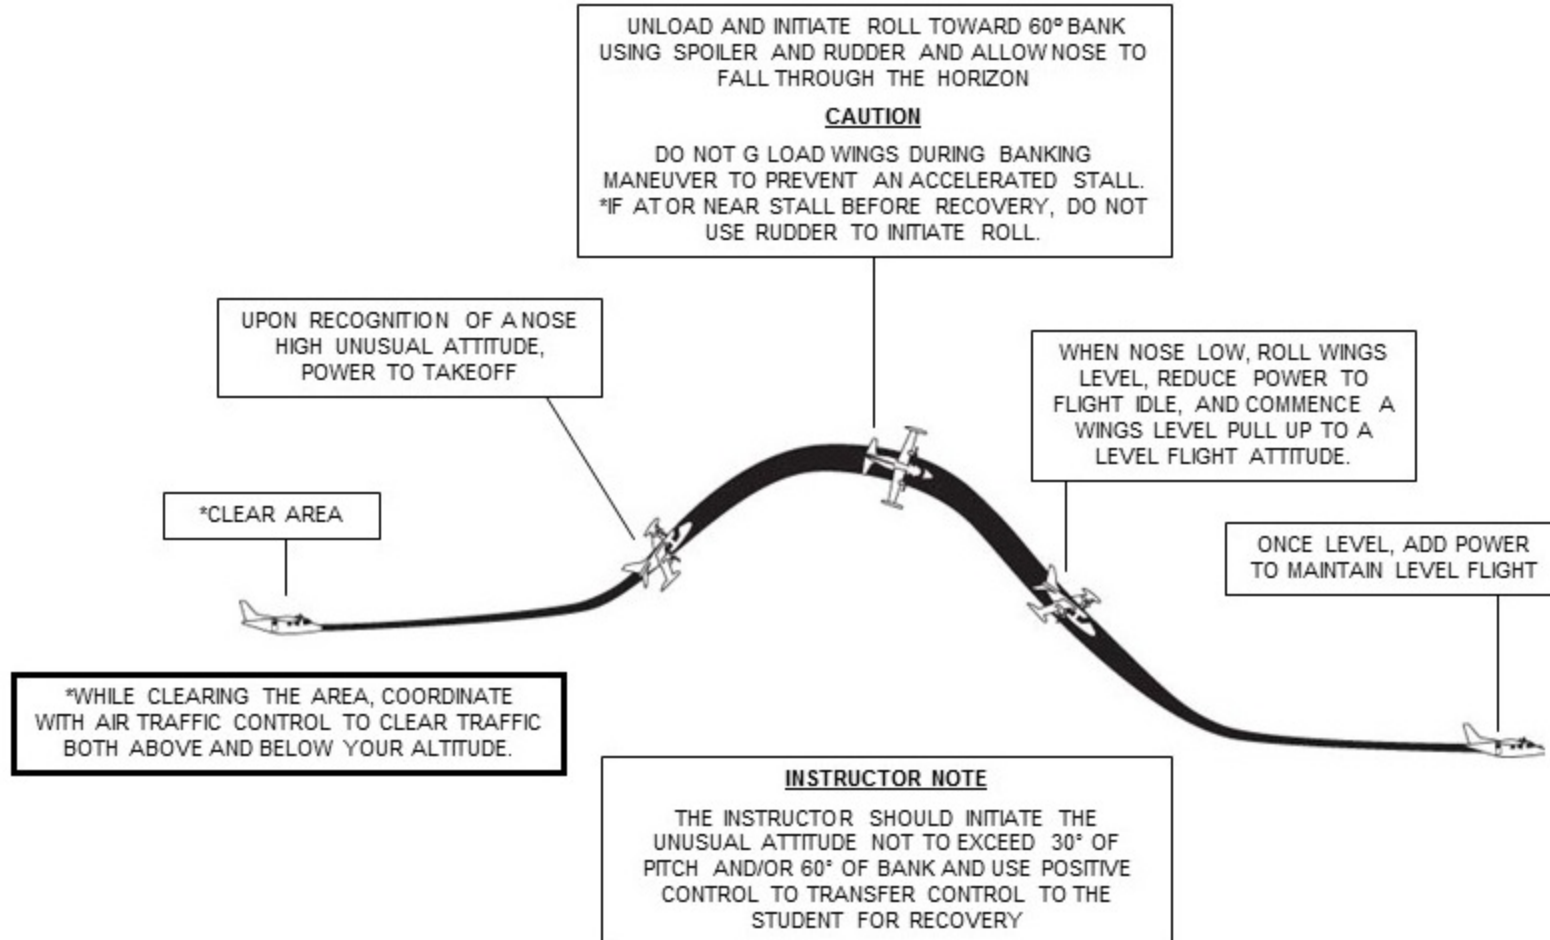 UNLOAD AND INITIATE ROLL TOWARD 60º BANK
USING SPOILER AND RUDDER AND ALLOW NOSE TO
FALL THROUGH THE HORIZON
CAUTION
DO NOT G LOAD WINGS DURING BANKING
MANEUVER TO PREVENT AN ACCELERATED STALL.
*IF AT OR NEAR STALL BEFORE RECOVERY, DO NOT
USE RUDDER TO INITIATE ROLL.
UPON RECOGNITION OF A NOSE
HIGH UNUSUAL ATTITUDE,
POWER TO TAKEOFF
WHEN NOSE LOW, ROLL WINGS
LEVEL, REDUCE POWER TO
FLIGHT IDLE, AND COMMENCE A
WINGS LEVEL PULL UP TO A
LEVEL FLIGHT ATTITUDE.
*CLEAR AREA
ONCE LEVEL, ADD POWER
TO MAINTAIN LEVEL FLIGHT
*WHILE CLEARING THE AREA, COORDINATE
WITH AIR TRAFFIC CONTROL TO CLEAR TRAFFIC
BOTH ABOVE AND BELOW YOUR ALTITUDE.
INSTRUCTOR NOTE
THE INSTRUCTOR SHOULD INITIATE THE
UNUSUAL ATTITUDE NOT TO EXCEED 30° OF
PITCH AND/OR 60° OF BANK AND USE POSITIVE
CONTROL TO TRANSFER CONTROL TO THE
STUDENT FOR RECOVERY